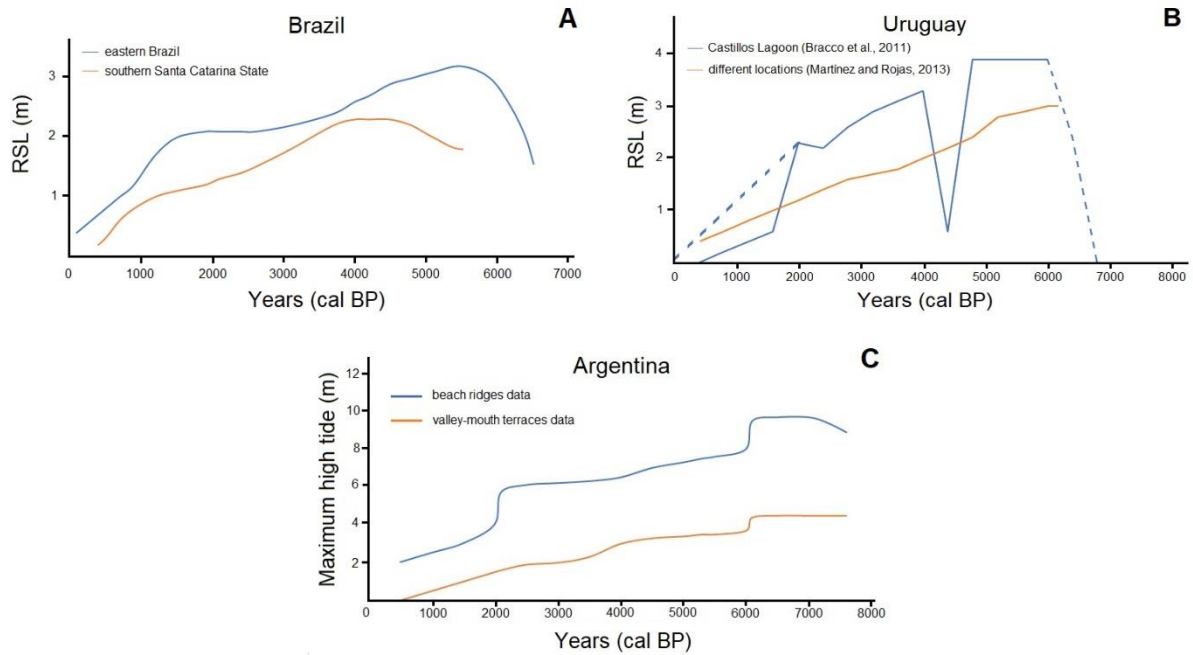 Brazil
A
eastern Brazil
southern Santa Catarina State
RSL (m)
3
2
1
0 1000 2000 3000 4000 5000 6000 7000
Years (cal BP)
Uruguay
B
Castillos Lagoon (Bracco et al., 2011)
different locations (Martínez and Rojas, 2013)
RSL (m)
4
3
2
1
0 1000 2000 3000 4000 5000 6000 7000 8000
Years (cal BP)
Argentina
C
beach ridges data
valley-mouth terraces data
Maximum high tide (m)
12
10
8
6
4
2
0 1000 2000 3000 4000 5000 6000 7000 8000
Years (cal BP)